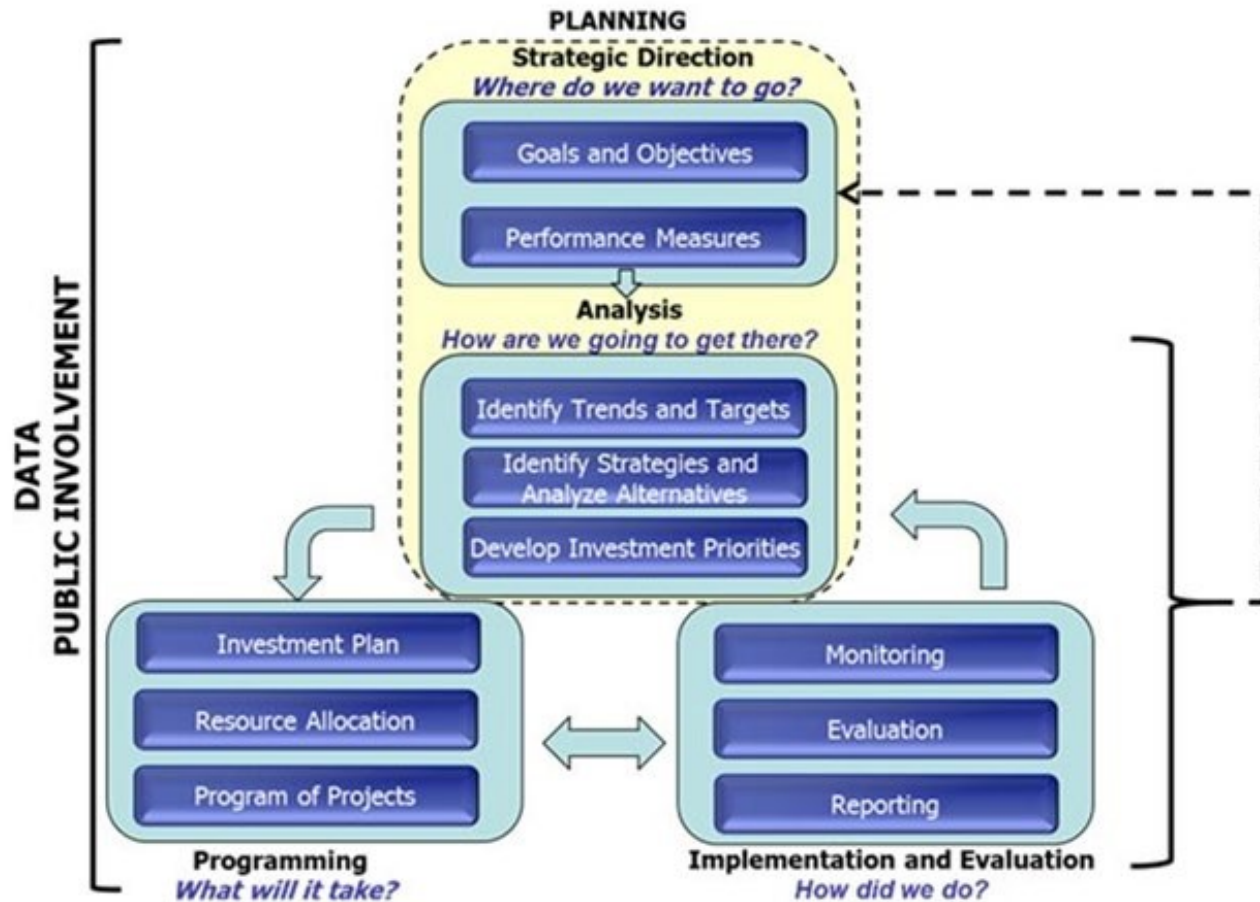 PLANNING
Strategic Direction
Where do we want to go?
Goals and Objectives
Performance Measures
Analysis
How are we going to get there?
Identify Trends and Targets
Identify Strategies and
Analyze Alternatives
Develop Investment Priorities
DATA
PUBLIC INVOLVEMENT
Investment Plan
Resource Allocation
Program of Projects
Programming
What will it take?
Monitoring
Evaluation
Reporting
Implementation and Evaluation
How did we do?